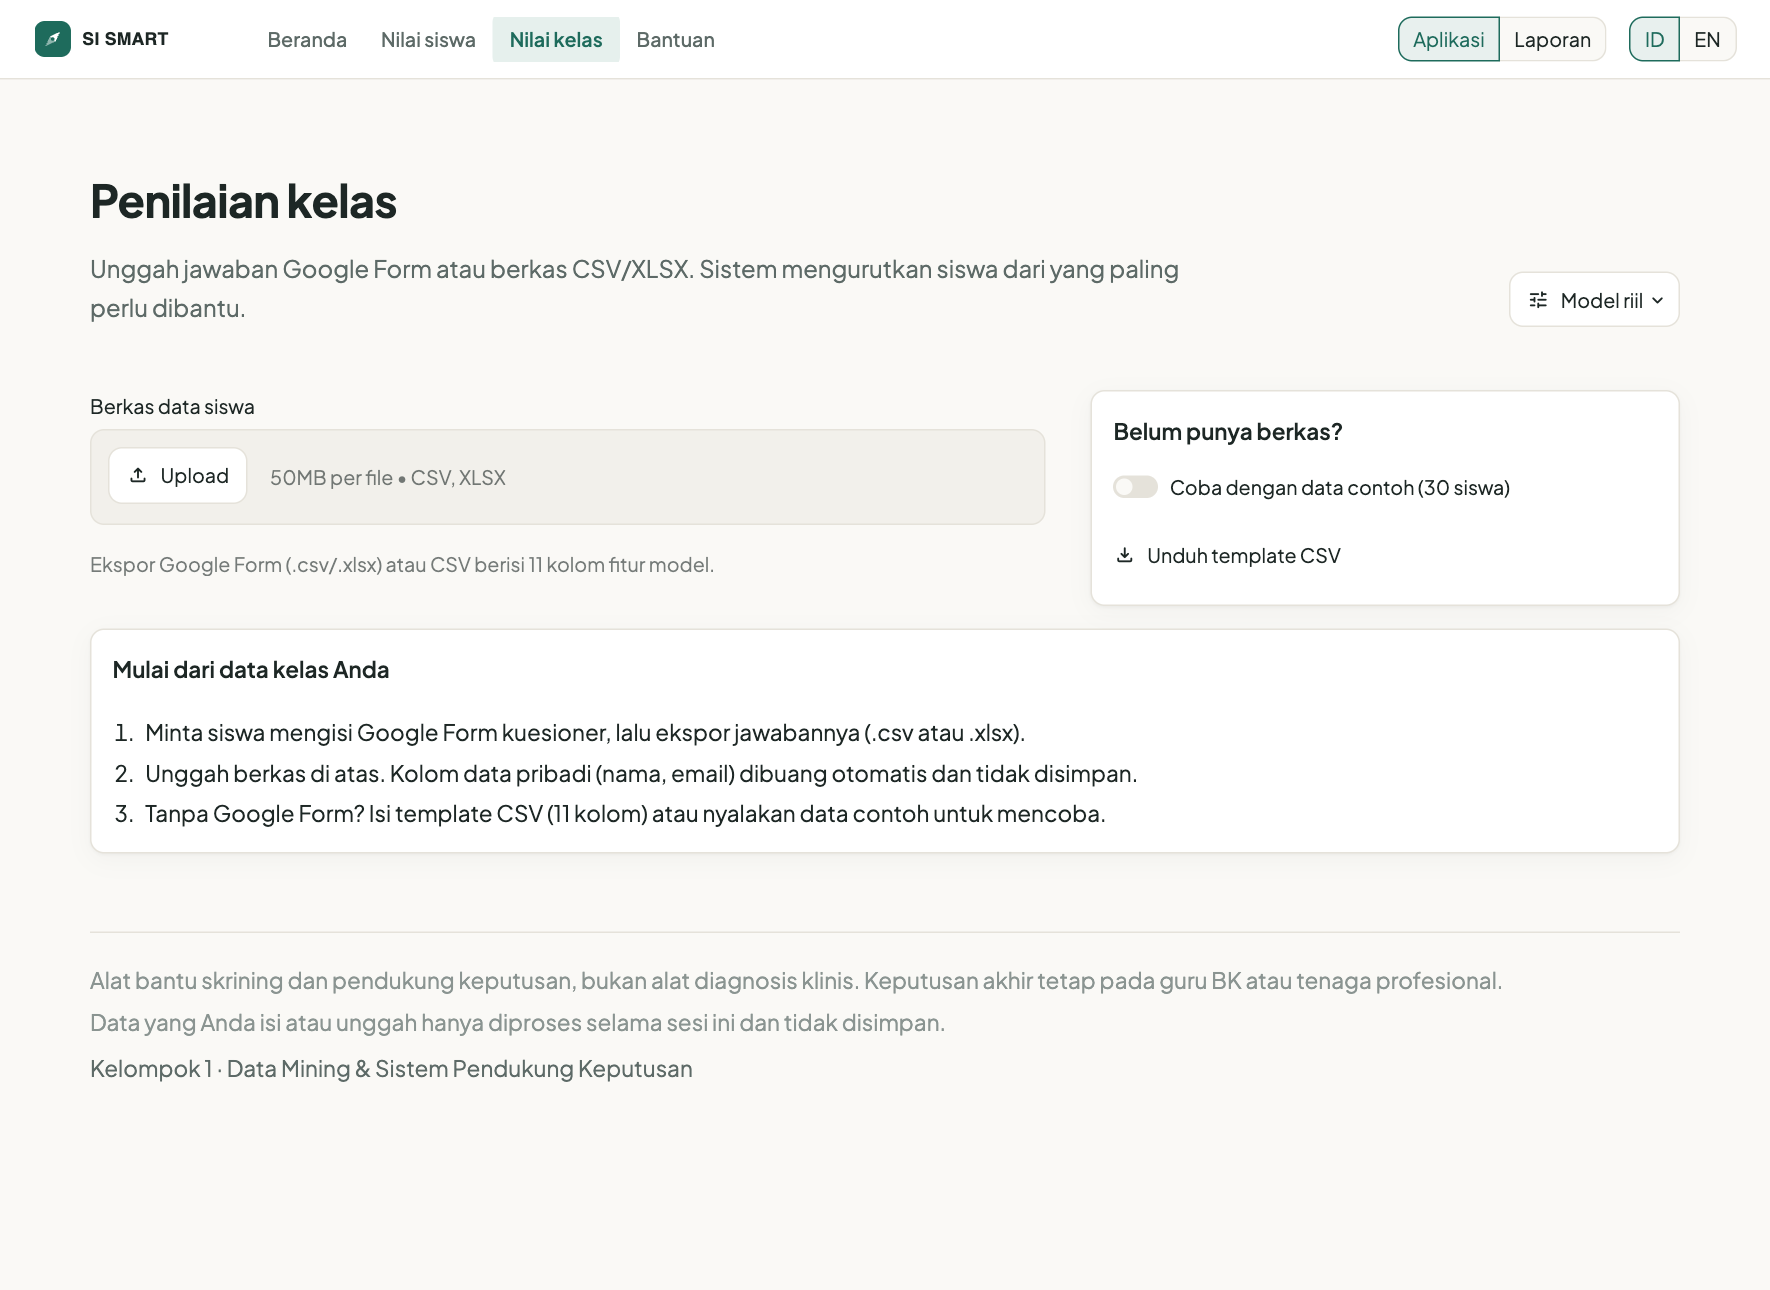 SI SMART
Beranda
Nilai siswa
Nilai kelas
Bantuan
Aplikasi
Laporan
ID
EN
Penilaian kelas
Unggah jawaban Google Form atau berkas CSV/XLSX. Sistem mengurutkan siswa dari yang paling
perlu dibantu.
Model riil
Berkas data siswa
Upload
50MB per file • CSV, XLSX
Ekspor Google Form (.csv/.xlsx) atau CSV berisi 11 kolom fitur model.
Belum punya berkas?
Coba dengan data contoh (30 siswa)
Unduh template CSV
Mulai dari data kelas Anda
1. Minta siswa mengisi Google Form kuesioner, lalu ekspor jawabannya (.csv atau .xlsx).
2. Unggah berkas di atas. Kolom data pribadi (nama, email) dibuang otomatis dan tidak disimpan.
3. Tanpa Google Form? Isi template CSV (11 kolom) atau nyalakan data contoh untuk mencoba.
Alat bantu skrining dan pendukung keputusan, bukan alat diagnosis klinis. Keputusan akhir tetap pada guru BK atau tenaga profesional.
Data yang Anda isi atau unggah hanya diproses selama sesi ini dan tidak disimpan.
Kelompok 1 · Data Mining & Sistem Pendukung Keputusan